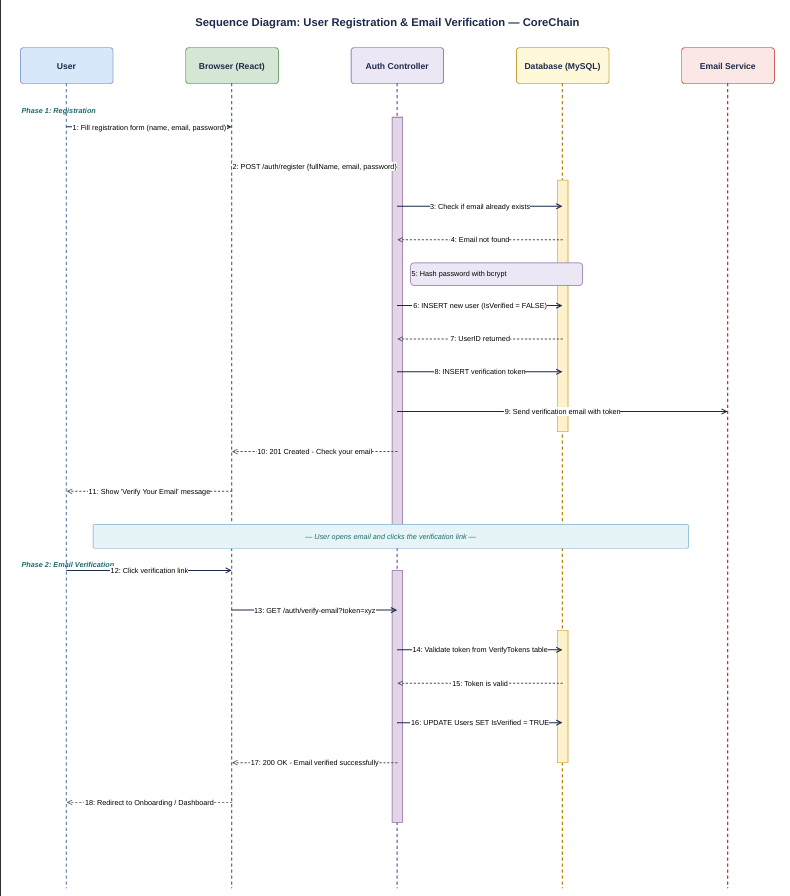 Sequence Diagram: User Registration & Email Verification — CoreChain
User
Browser (React)
Auth Controller
Database (MySQL)
Email Service
Phase 1: Registration
1: Fill registration form (name, email, password)
2: POST /auth/register {fullName, email, password}
3: Check if email already exists
4: Email not found
5: Hash password with bcrypt
6: INSERT new user (IsVerified = FALSE)
7: UserID returned
8: INSERT verification token
9: Send verification email with token
10: 201 Created - Check your email
11: Show 'Verify Your Email' message
— User opens email and clicks the verification link —
Phase 2: Email Verification
12: Click verification link
13: GET /auth/verify-email?token=xyz
14: Validate token from VerifyTokens table
15: Token is valid
16: UPDATE Users SET IsVerified = TRUE
17: 200 OK - Email verified successfully
18: Redirect to Onboarding / Dashboard